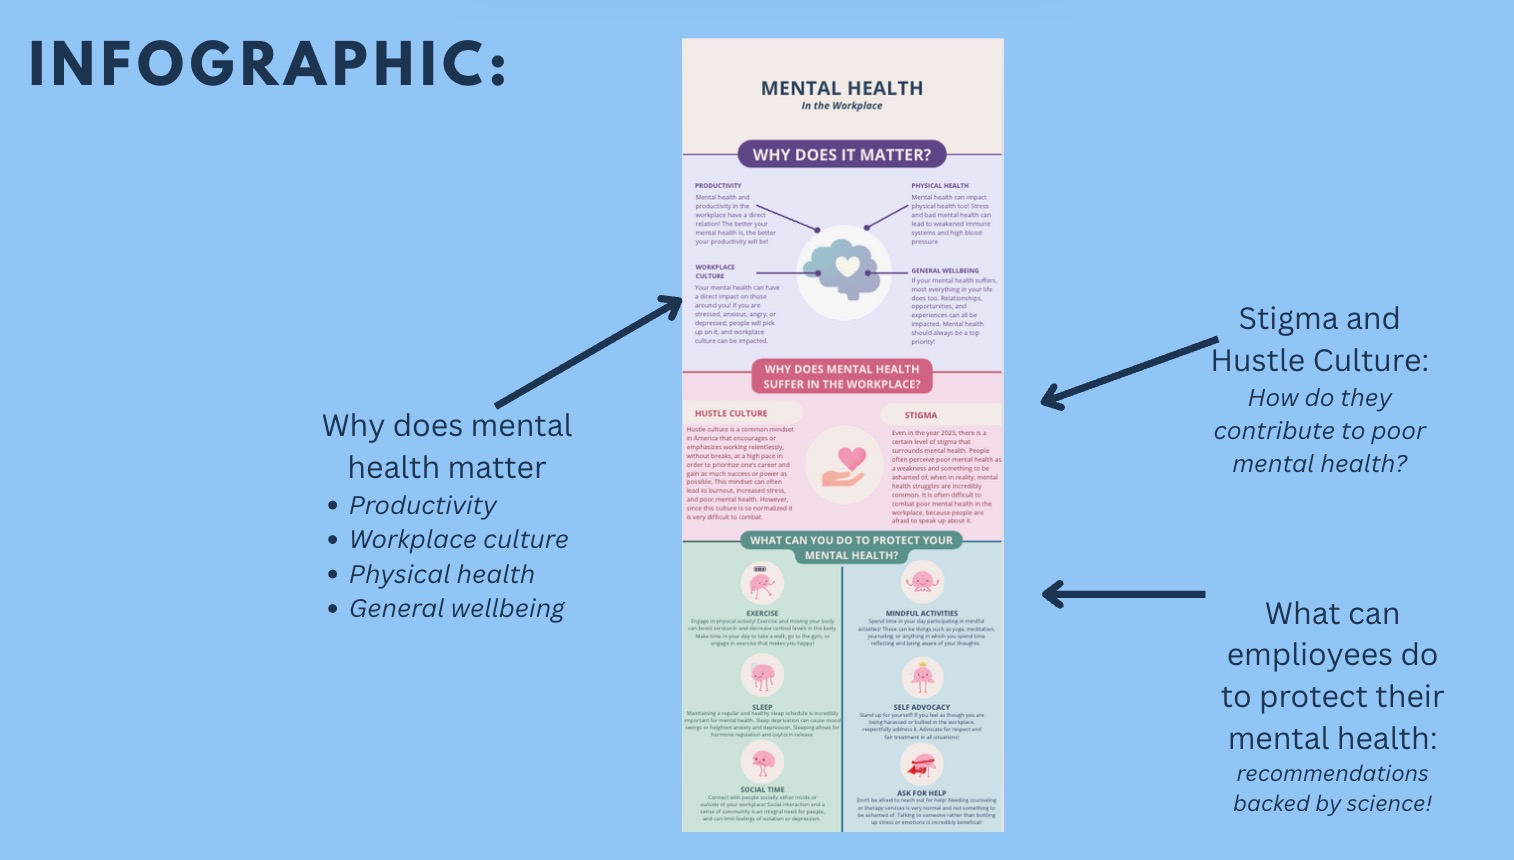 INFOGRAPHIC:
MENTAL HEALTH
In the Workplace
WHY DOES IT MATTER?
PRODUCTIVITY
Mental health and
productivity in the
workplace have a direct
relation! The better your
mental health is, the better
your productivity will be!
PHYSICAL HEALTH
Mental health can impact
physical health too! Stress
and bad mental health can
lead to weakened immune
systems and high blood
pressure
WORKPLACE
CULTURE
Your mental health can have
a direct impact on those
around you! If you are
stressed, anxious, angry, or
depressed, people will pick
up on it, and workplace
culture can be impacted.
GENERAL WELLBEING
If your mental health suffers,
most everything in your life
does too. Relationships,
opportunities, and
experiences can all be
impacted. Mental health
should always be a top
priority!
WHY DOES MENTAL HEALTH
SUFFER IN THE WORKPLACE?
HUSTLE CULTURE
Hustle culture is a common mindset
in America that encourages or
emphasizes working relentlessly,
without breaks, at a high pace in
order to prioritize one's career and
gain as much success or power as
possible. This mindset can often
lead to burnout, increased stress,
and poor mental health. However,
since this culture is so normalized it
is very difficult to combat.
STIGMA
Even in the year 2025, there is a
certain level of stigma that
surrounds mental health. People
often perceive poor mental health as
a weakness and something to be
ashamed of, when in reality, mental
health struggles are incredibly
common. It is often difficult to
combat poor mental health in the
workplace, because people are
afraid to speak up about it.
WHAT CAN YOU DO TO PROTECT YOUR
MENTAL HEALTH?
EXERCISE
Engage in physical activity! Exercise and moving your body
can boost serotonin and decrease cortisol levels in the body.
Make time in your day to take a walk, go to the gym, or
engage in exercise that makes you happy!
MINDFUL ACTIVITIES
Spend time in your day participating in mindful
activities! These can be things such as yoga, meditation,
journaling, or anything in which you spend time
reflecting and being aware of your thoughts.
SLEEP
Maintaining a regular and healthy sleep schedule is incredibly
important for mental health. Sleep deprivation can cause mood
swings or heighten anxiety and depression. Sleeping allows for
hormone regulation and oxytocin release.
SELF ADVOCACY
Stand up for yourself! If you feel as though you are
being harassed or bullied in the workplace,
respectfully address it. Advocate for respect and
fair treatment in all situations!
SOCIAL TIME
Connect with people socially either inside or
outside of your workplace! Social interaction and a
sense of community is an integral need for people,
and can limit feelings of isolation or depression.
ASK FOR HELP
Don't be afraid to reach out for help! Needing counseling
or therapy services is very normal and not something to
be ashamed of. Talking to someone rather than bottling
up stress or emotions is incredibly beneficial!
Why does mental
health matter
• Productivity
• Workplace culture
• Physical health
• General wellbeing
Stigma and
Hustle Culture:
How do they
contribute to poor
mental health?
What can
emplioyees do
to protect their
mental health:
recommendations
backed by science!